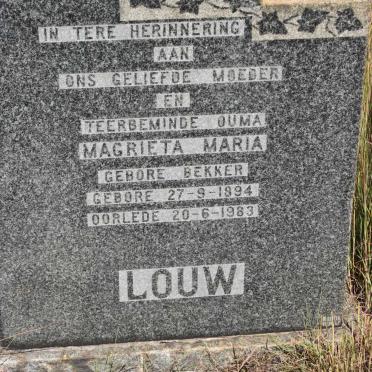 IN TERE HERINNERING
AAN
ONS GELIEFDE MOEDER
EN
TEERBEMINDE OUMA
MAGRIETA MARIA
GEBORE BEKKER
GEBORE 27-9-1894
OORLEDE 20-6-1983
LOUW